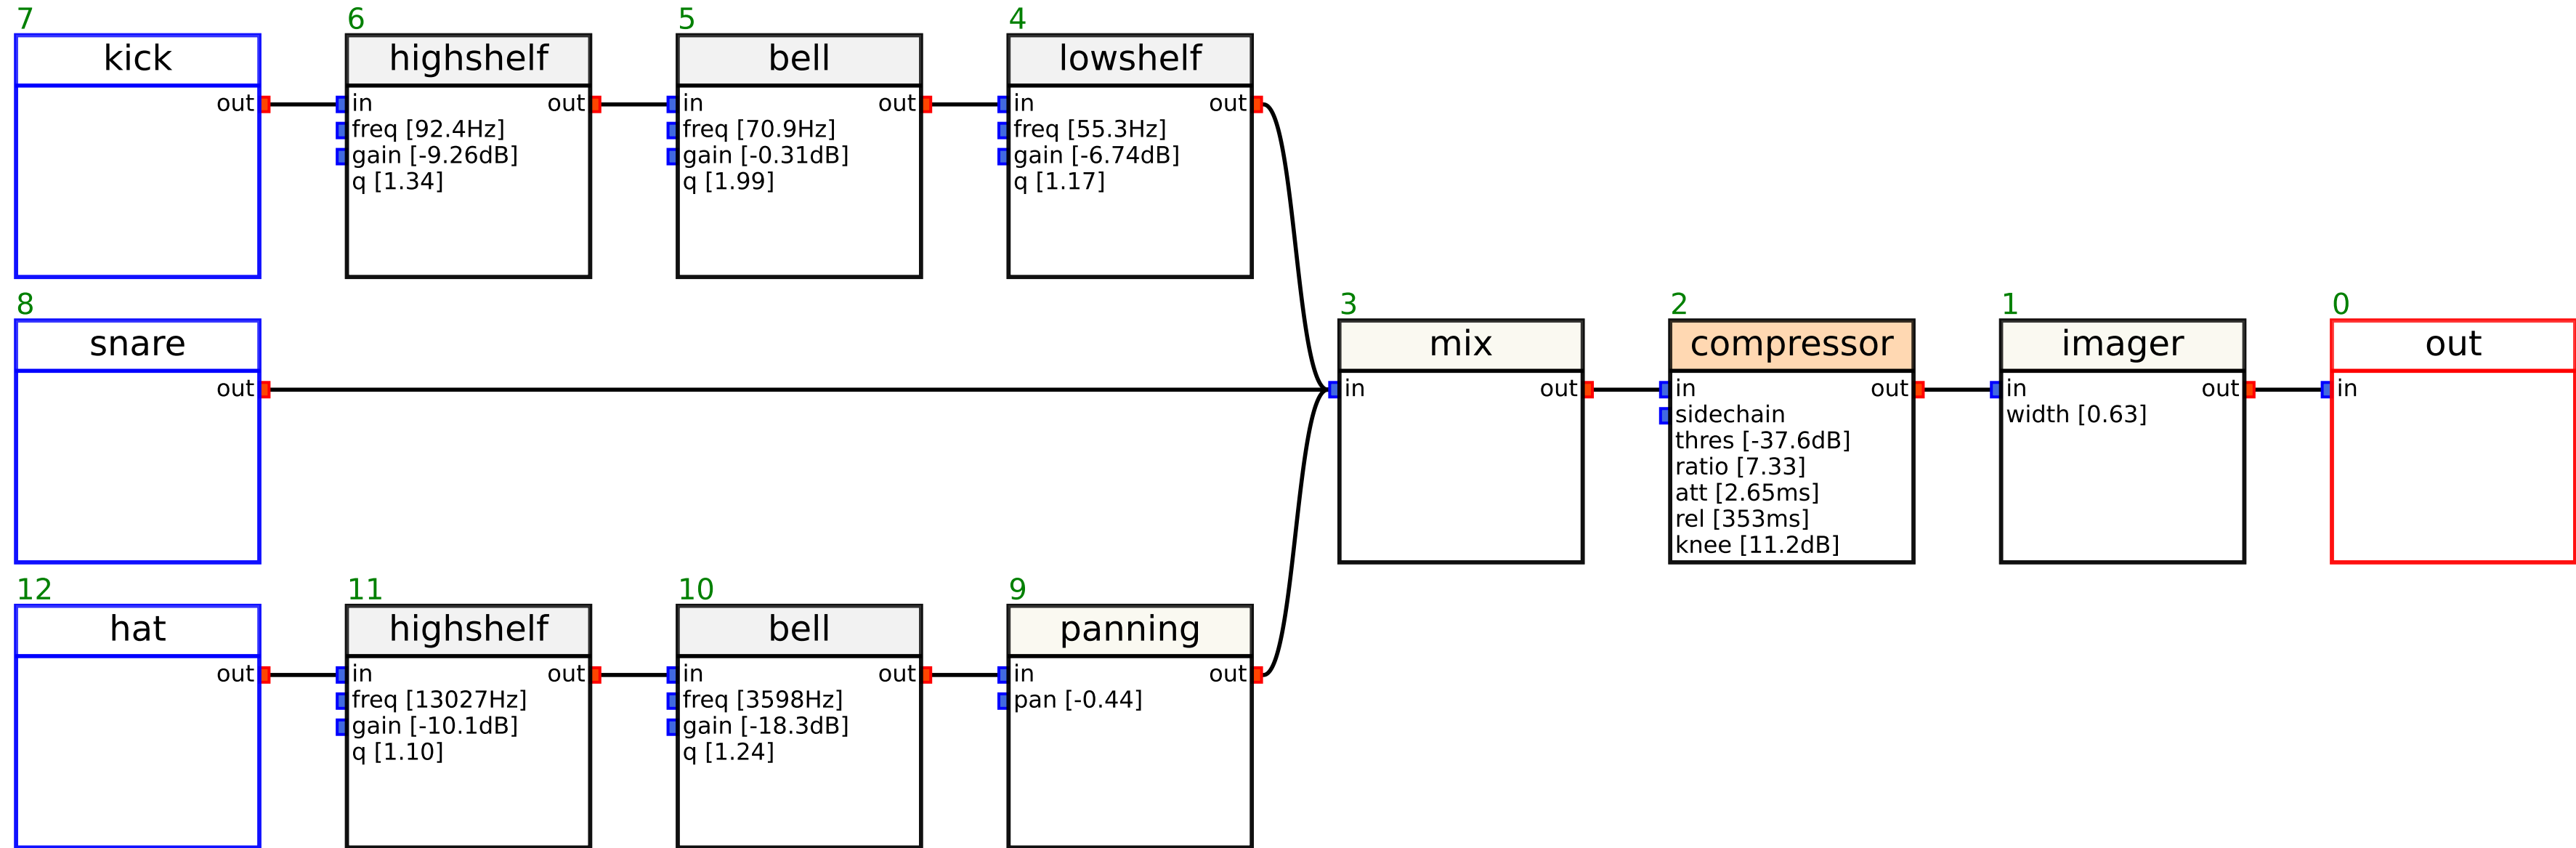 7
kick
out
6
highshelf
in out
freq [92.4Hz]
gain [-9.26dB]
q [1.34]
5
bell
in out
freq [70.9Hz]
gain [-0.31dB]
q [1.99]
4
lowshelf
in out
freq [55.3Hz]
gain [-6.74dB]
q [1.17]
8
snare
out
3
mix
in out
2
compressor
in out
sidechain
thres [-37.6dB]
ratio [7.33]
att [2.65ms]
rel [353ms]
knee [11.2dB]
1
imager
in out
width [0.63]
0
out
in
12
hat
out
11
highshelf
in out
freq [13027Hz]
gain [-10.1dB]
q [1.10]
10
bell
in out
freq [3598Hz]
gain [-18.3dB]
q [1.24]
9
panning
in out
pan [-0.44]